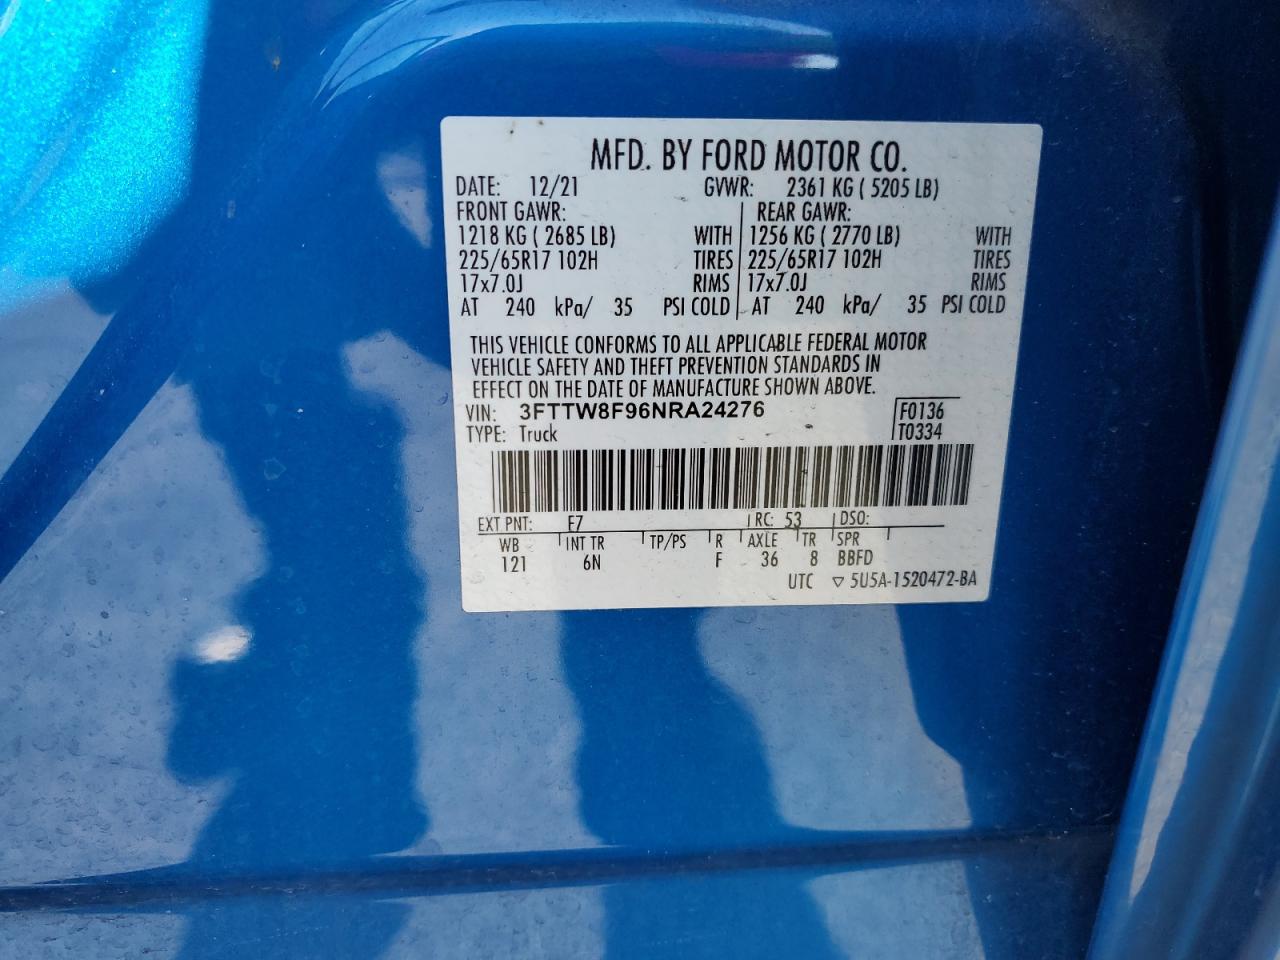 MFD. BY FORD MOTOR CO.
DATE: 12/21 GVWR: 2361 KG ( 5205 LB)
FRONT GAWR: REAR GAWR:
1218 KG ( 2685 LB) WITH 1256 KG ( 2770 LB) WITH
225/65R17 102H TIRES 225/65R17 102H TIRES
17x7.0J RIMS 17x7.0J RIMS
AT 240 kPa/ 35 PSI COLD AT 240 kPa/ 35 PSI COLD
THIS VEHICLE CONFORMS TO ALL APPLICABLE FEDERAL MOTOR
VEHICLE SAFETY AND THEFT PREVENTION STANDARDS IN
EFFECT ON THE DATE OF MANUFACTURE SHOWN ABOVE.
VIN: 3FTTW8F96NRA24276 F0136
TYPE: Truck T0334
EXT PNT: F7 RC: 53 DSO:
WB INT TR TP/PS R AXLE TR SPR
121 6N F 36 8 BBFD
UTC ▽ 5U5A-1520472-BA